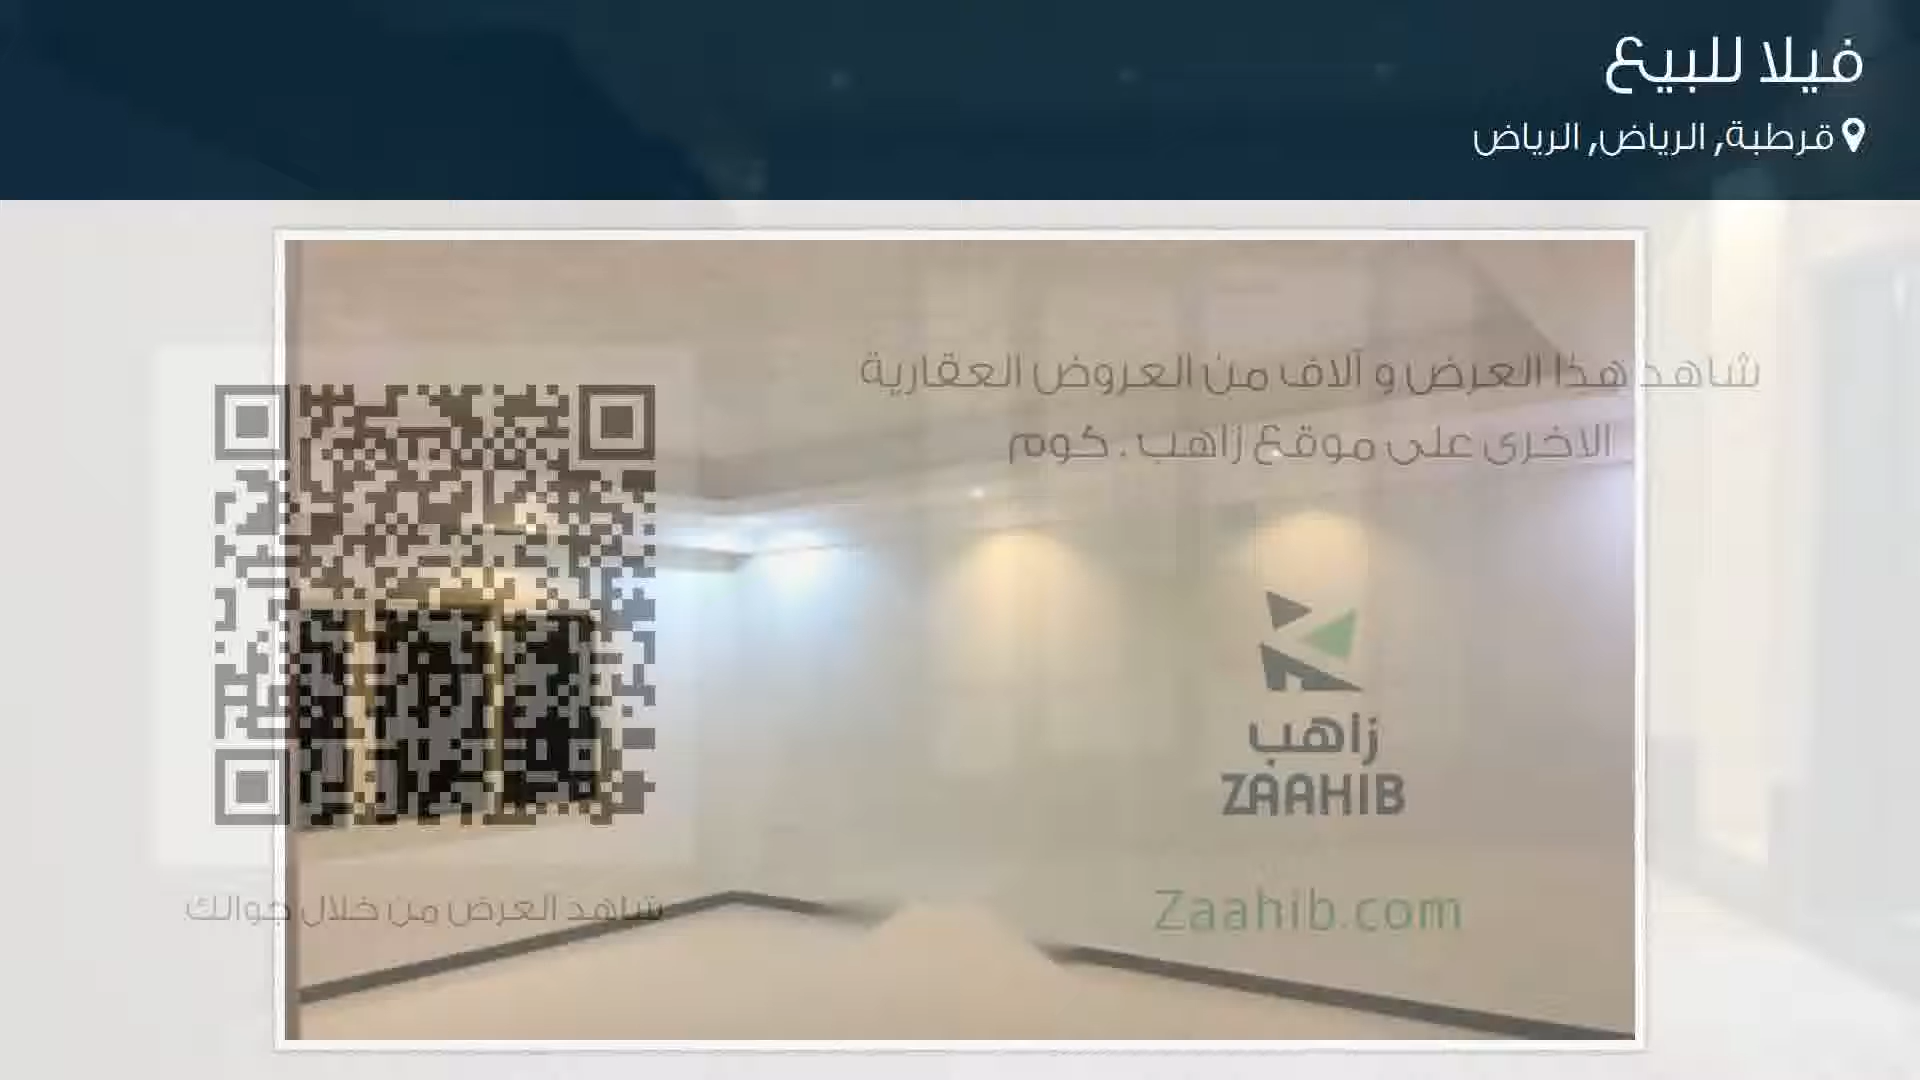 فيلا للبيع
قرطبة, الرياض, الرياض
شاهد هذا العرض و آلاف من العروض العقارية
الاخرى على موقع زاهب . كوم
زاهب
ZAAHIB
Zaahib.com
شاهد العرض من خلال جوالك